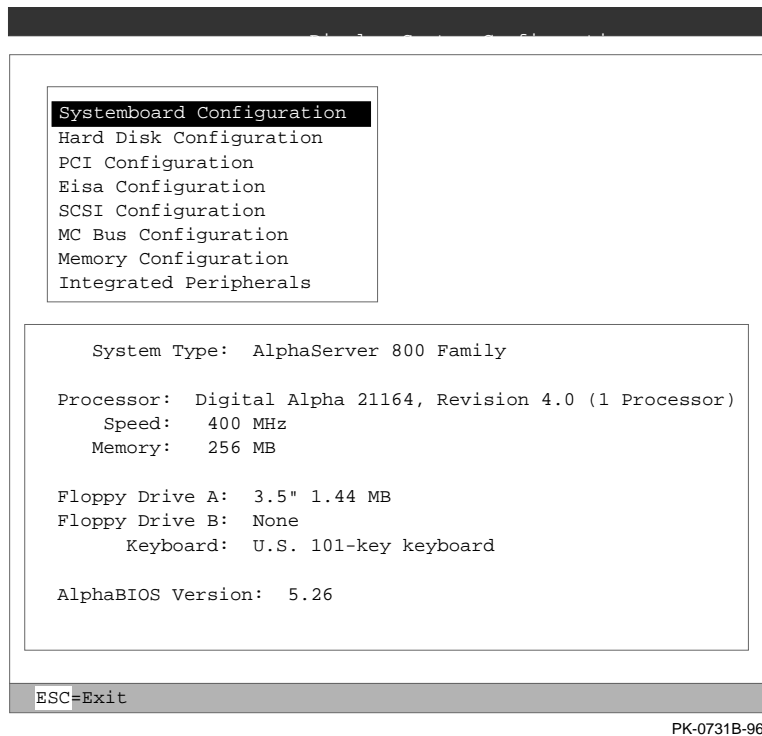 Systemboard Configuration
Hard Disk Configuration
PCI Configuration
Eisa Configuration
SCSI Configuration
MC Bus Configuration
Memory Configuration
Integrated Peripherals
System Type: AlphaServer 800 Family
Processor: Digital Alpha 21164, Revision 4.0 (1 Processor)
Speed: 400 MHz
Memory: 256 MB
Floppy Drive A: 3.5" 1.44 MB
Floppy Drive B: None
Keyboard: U.S. 101-key keyboard
AlphaBIOS Version: 5.26
ESC=Exit
PK-0731B-96